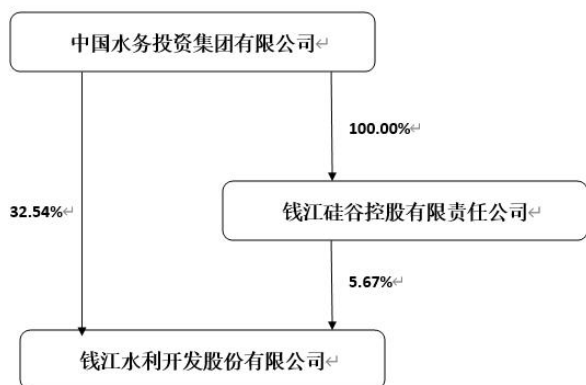 中国水务投资集团有限公司
100.00%
钱江硅谷控股有限责任公司
32.54%
5.67%
钱江水利开发股份有限公司